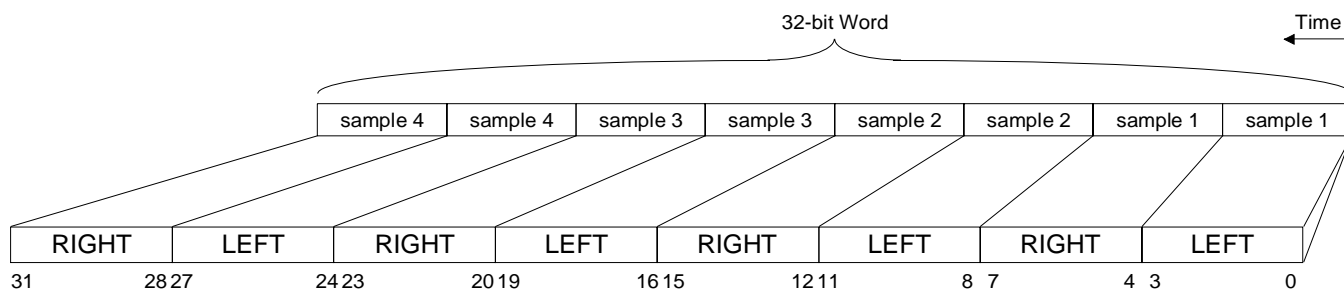 32-bit Word
Time
sample 4 sample 4 sample 3 sample 3 sample 2 sample 2 sample 1 sample 1
RIGHT LEFT RIGHT LEFT RIGHT LEFT RIGHT LEFT
31 28 27 24 23 20 19 16 15 12 11 8 7 4 3 0